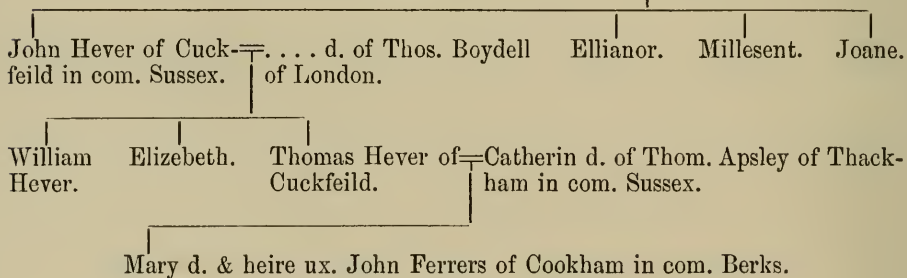 John Hever of Cuck-=. . . . d. of Thos. Boydell Ellianor. Millesent. Joane.
feild in com. Sussex. of London.
William Elizebeth. Thomas Hever of=Catherin d. of Thom. Apsley of Thack-
Hever. Cuckfeild. ham in com. Sussex.
Mary d. & heire ux. John Ferrers of Cookham in com. Berks.